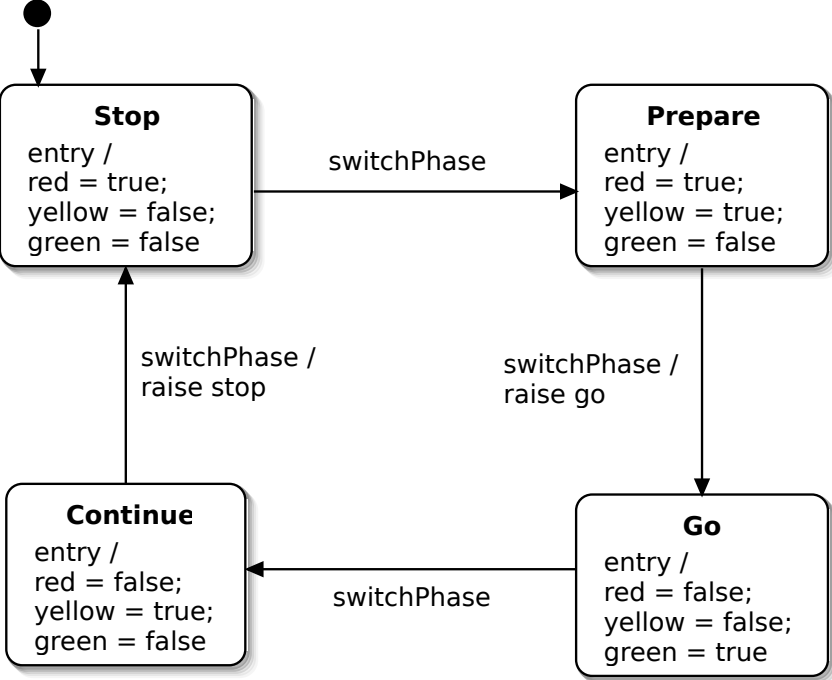 Stop
entry /
red = true;
yellow = false;
green = false
switchPhase
Prepare
entry /
red = true;
yellow = true;
green = false
switchPhase /
raise stop
switchPhase /
raise go
Continue
entry /
red = false;
yellow = true;
green = false
switchPhase
Go
entry /
red = false;
yellow = false;
green = true